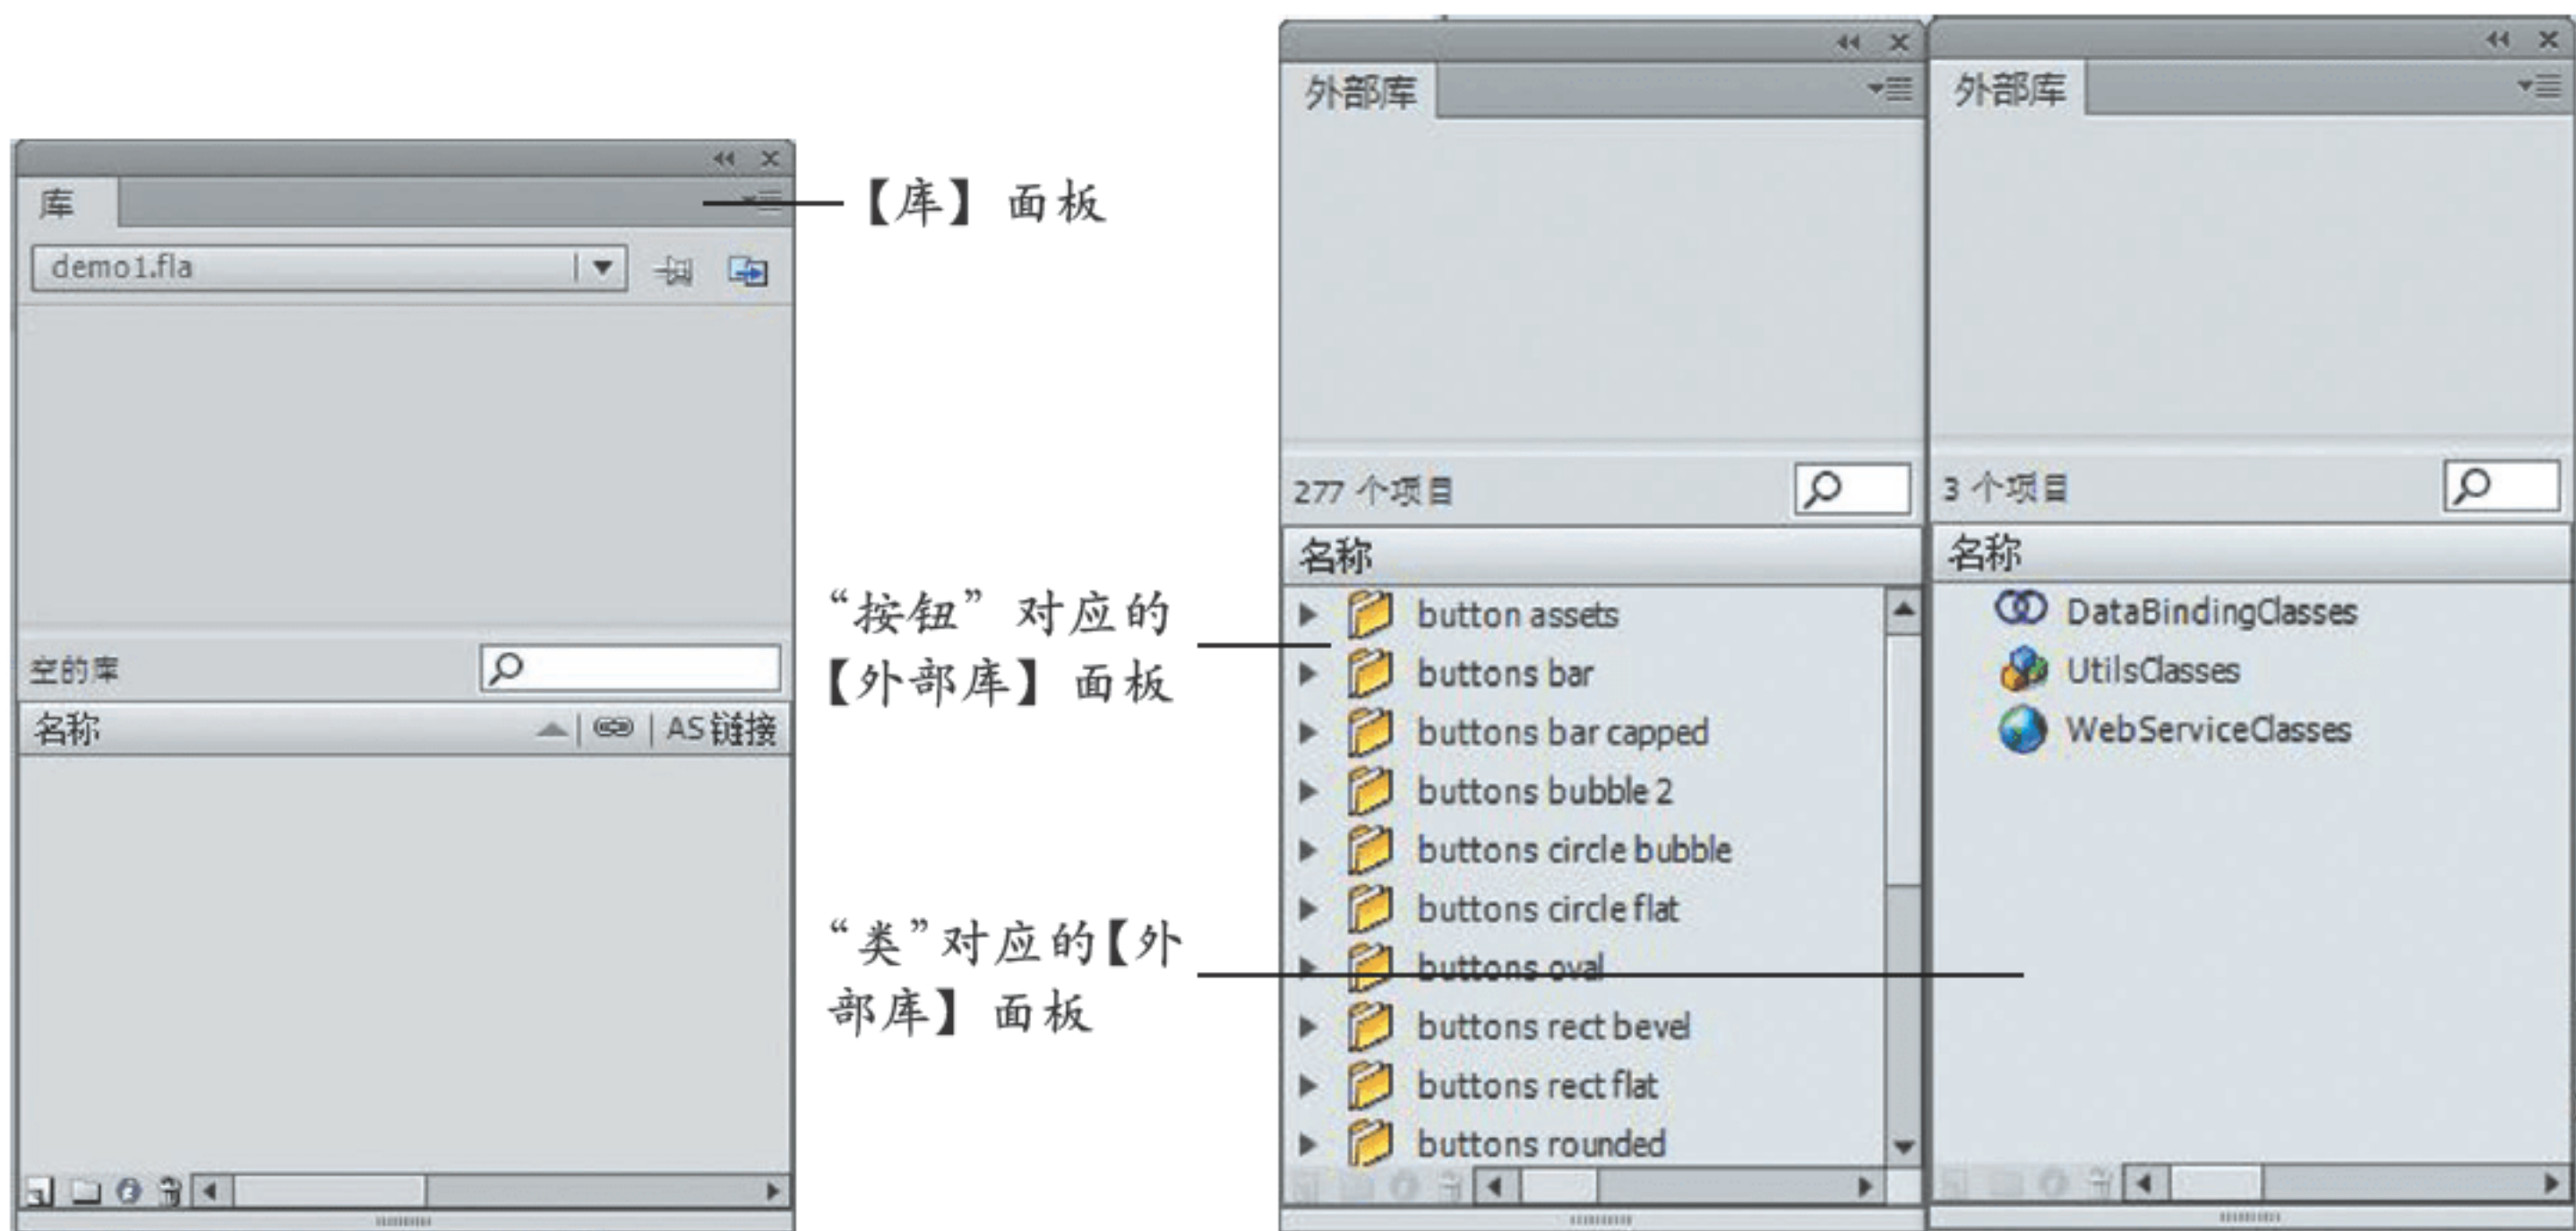 库
demo1.fla
空的库
名称 AS 链接
【库】 面板
“按钮” 对应的
【外部库】 面板
“类”对应的【外
部库】 面板
外部库
277 个项目
名称
button assets
buttons bar
buttons bar capped
buttons bubble 2
buttons circle bubble
buttons circle flat
buttons oval
buttons rect bevel
buttons rect flat
buttons rounded
外部库
3 个项目
名称
DataBindingClasses
UtilsClasses
WebServiceClasses